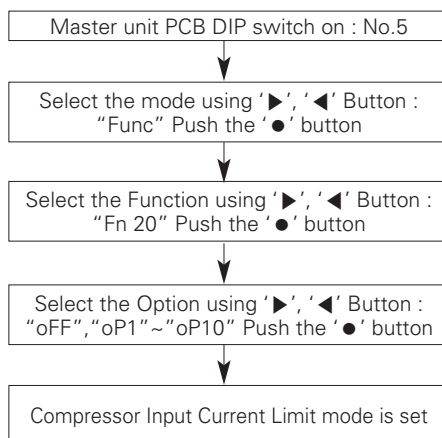 Master unit PCB DIP switch on : No.5
Select the mode using ‘▶’, ‘◀’ Button :
“Func” Push the ‘●’ button
Select the Function using ‘▶’, ‘◀’ Button :
“Fn 20” Push the ‘●’ button
Select the Option using ‘▶’, ‘◀’ Button :
“oFF”,“oP1”~”oP10” Push the ‘●’ button
Compressor Input Current Limit mode is set